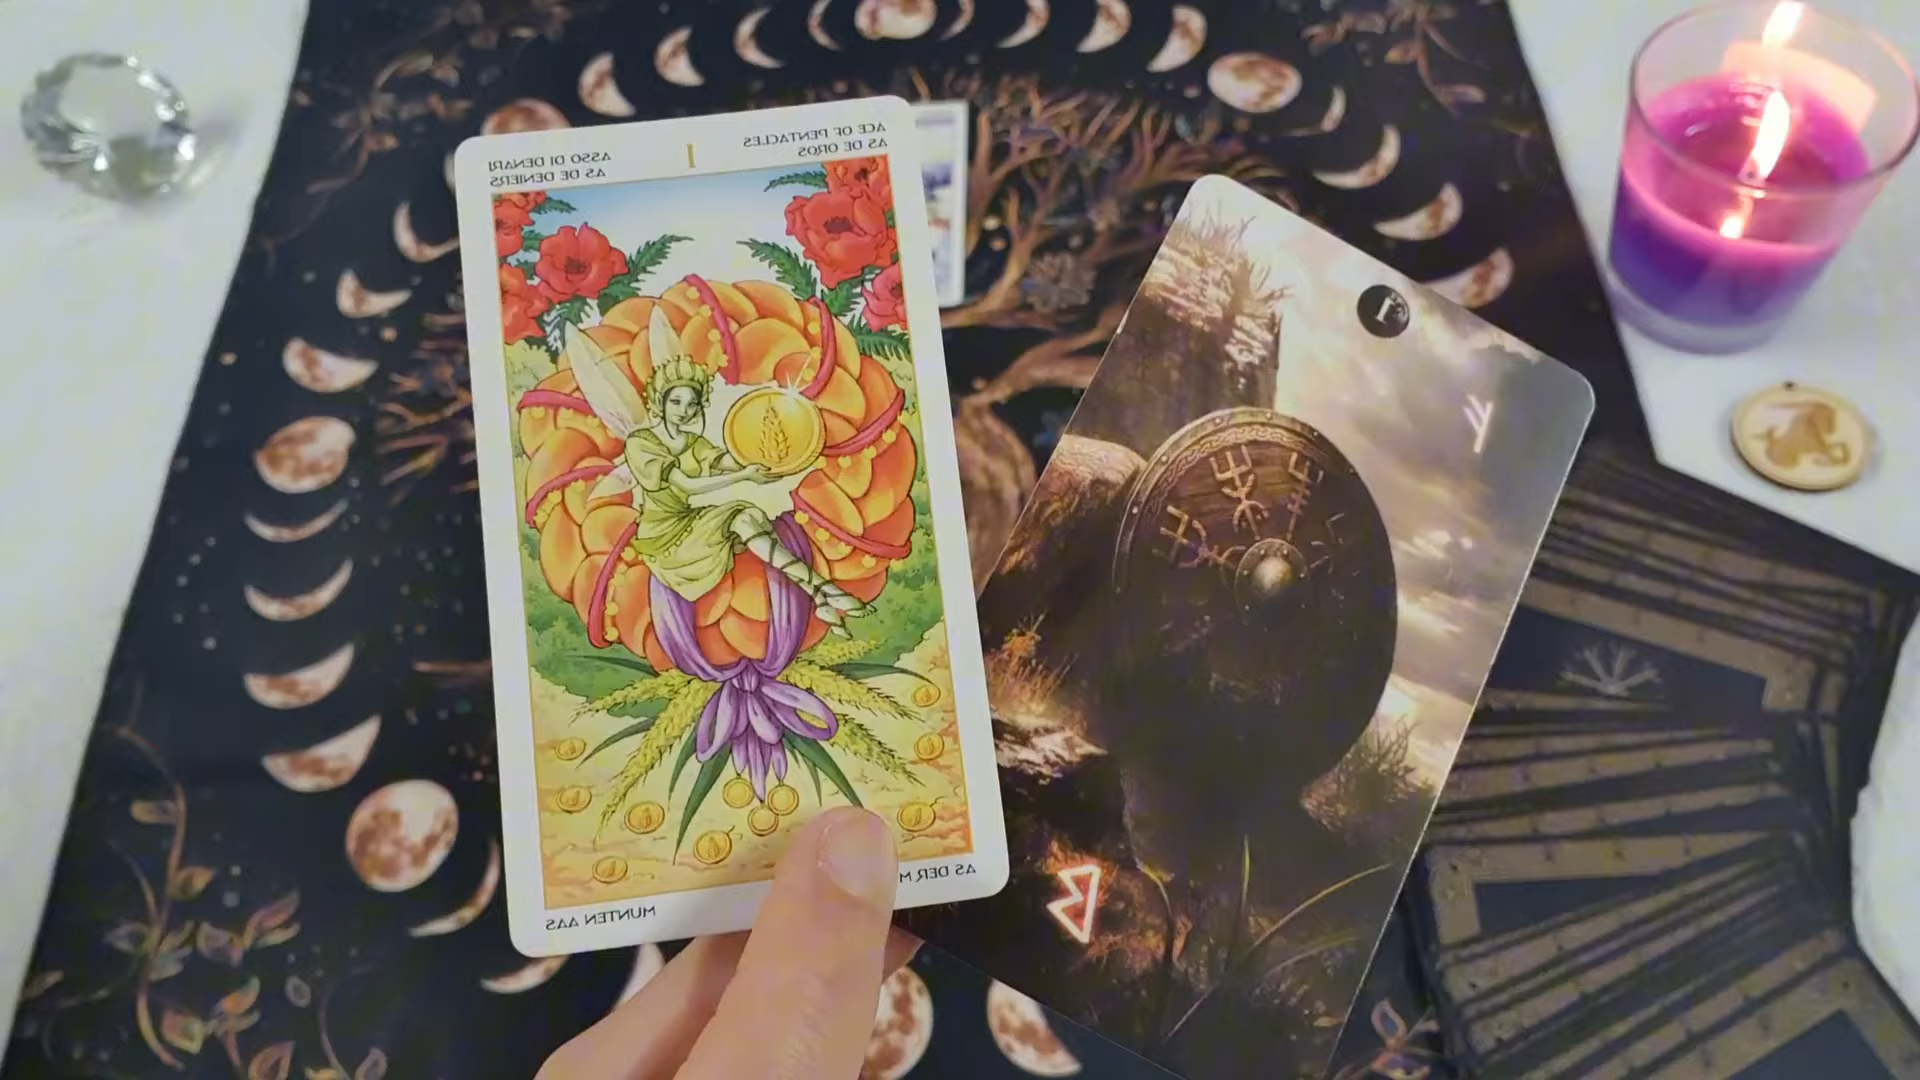 ASSO DI DENARI
AS DE DENIERS
I
ACE OF PENTACLES
AS DE OROS
MUNTEN AAS
AS DER M
I